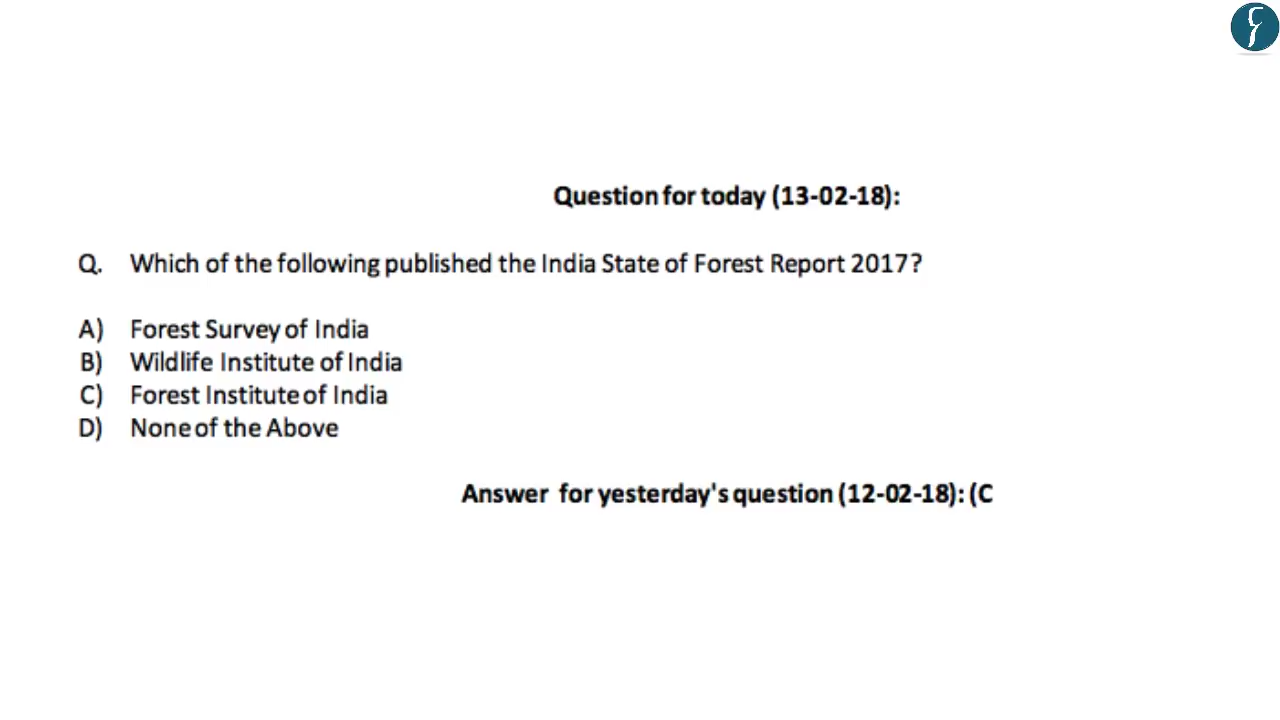 Question for today (13-02-18):
Q. Which of the following published the India State of Forest Report 2017?
A) Forest Survey of India
B) Wildlife Institute of India
C) Forest Institute of India
D) None of the Above
Answer for yesterday's question (12-02-18): (C